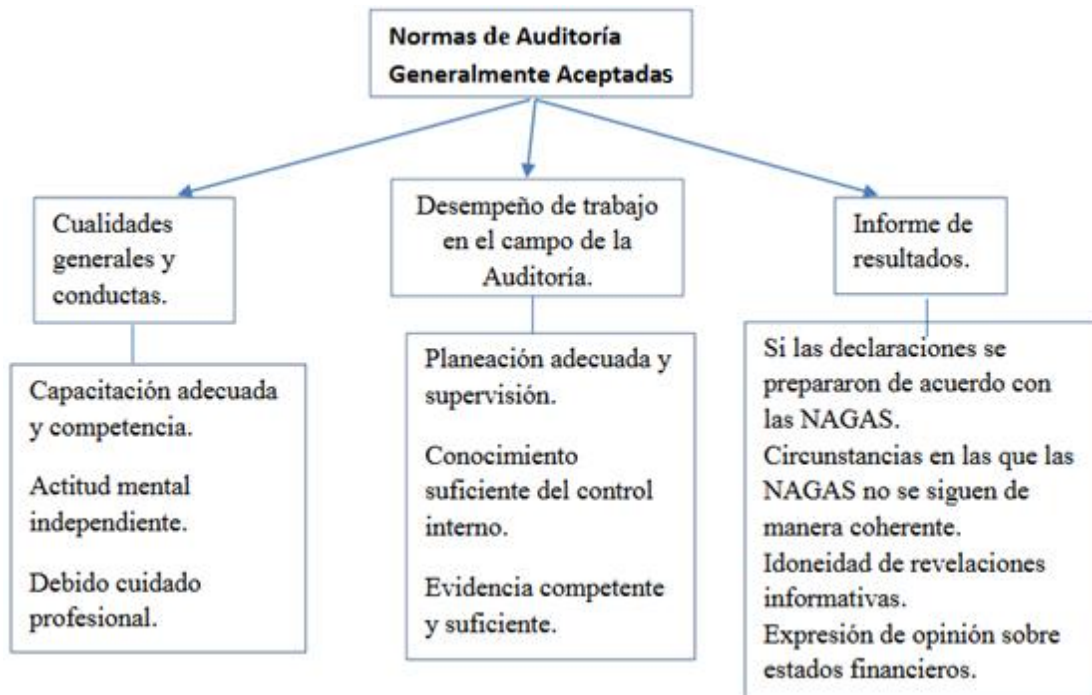 Normas de Auditoría
Generalmente Aceptadas
Cualidades
generales y
conductas.
Desempeño de trabajo
en el campo de la
Auditoría.
Informe de
resultados.
Capacitación adecuada
y competencia.
Actitud mental
independiente.
Debido cuidado
profesional.
Planeación adecuada y
supervisión.
Conocimiento
suficiente del control
interno.
Evidencia competente
y suficiente.
Si las declaraciones se
prepararon de acuerdo con
las NAGAS.
Circunstancias en las que las
NAGAS no se siguen de
manera coherente.
Idoneidad de revelaciones
informativas.
Expresión de opinión sobre
estados financieros.